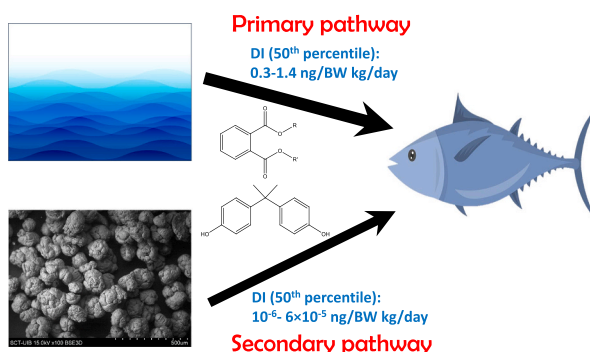 Primary pathway
DI (50th percentile):
0.3-1.4 ng/BW kg/day
O
O
R
O
R'
O
HO
OH
SCT-UIB 15.0kV x100 BSE3D
500um
DI (50th percentile):
10-6- 6×10-5 ng/BW kg/day
Secondary pathway